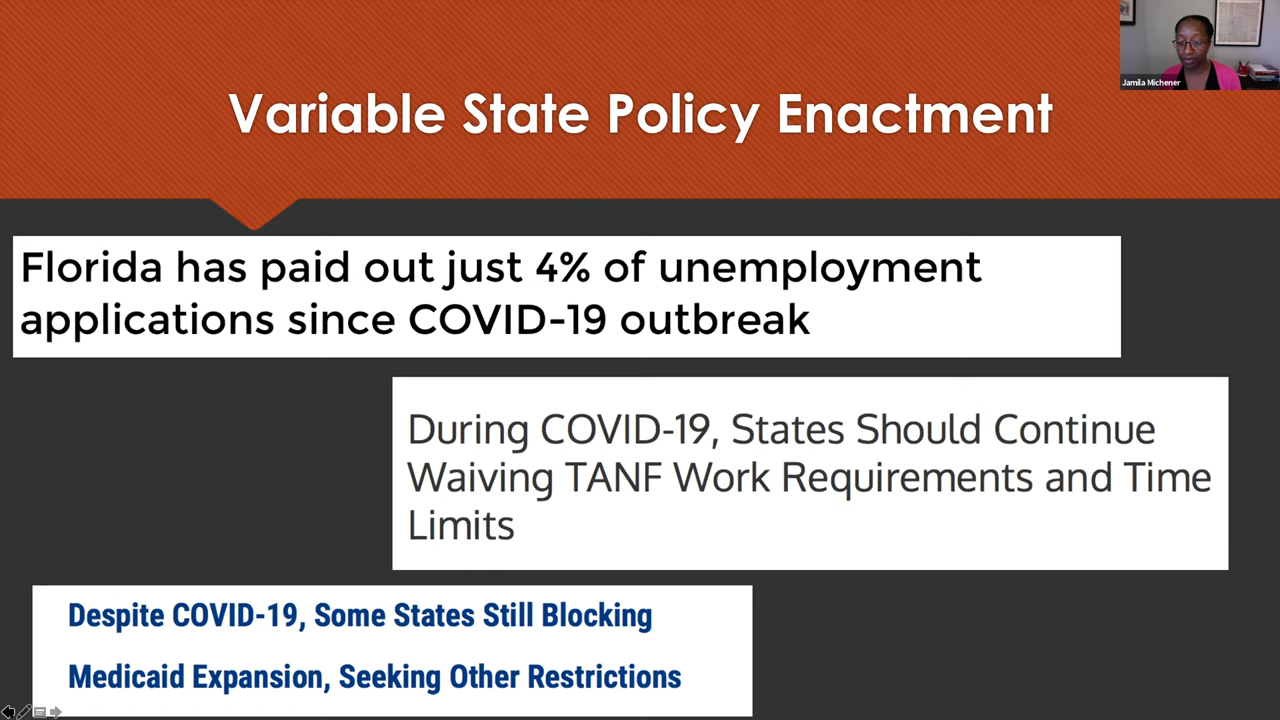 Variable State Policy Enactment
Jamila Michener
Florida has paid out just 4% of unemployment
applications since COVID-19 outbreak
During COVID-19, States Should Continue
Waiving TANF Work Requirements and Time
Limits
Despite COVID-19, Some States Still Blocking
Medicaid Expansion, Seeking Other Restrictions